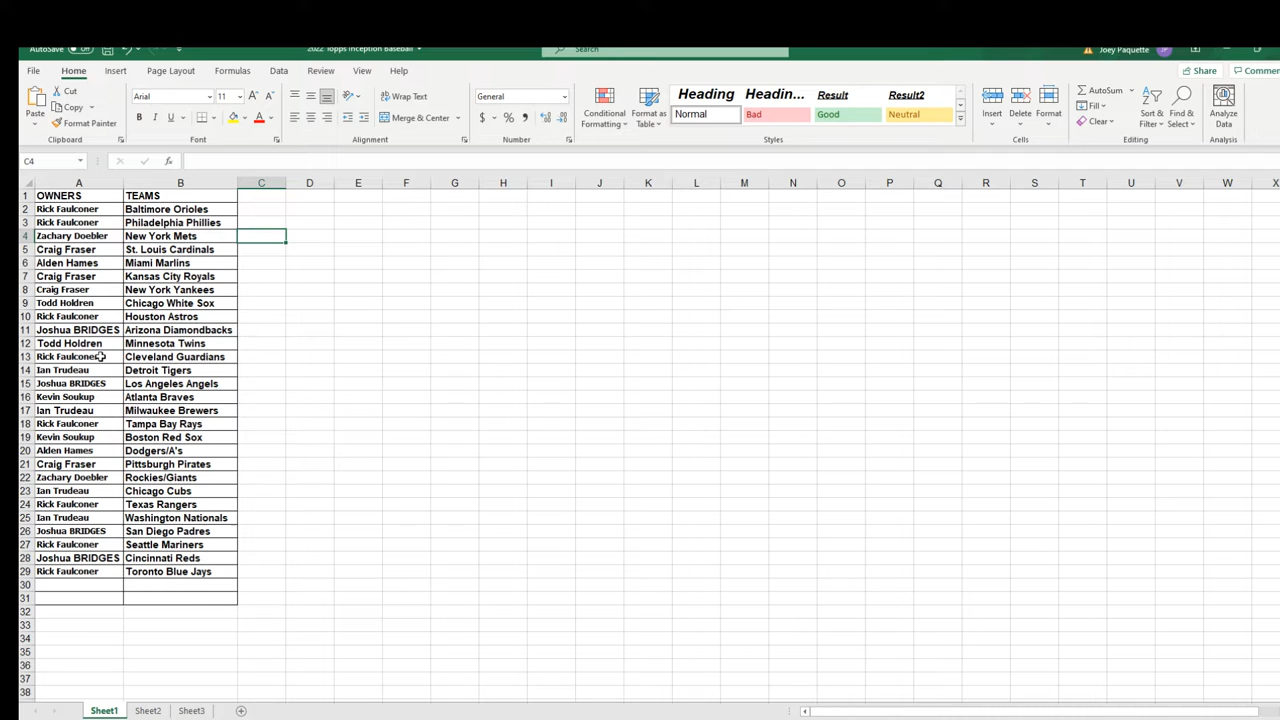 AutoSave Off 2022 Topps Inception Baseball Search Joey Paquette JP
File Home Insert Page Layout Formulas Data Review View Help Share Comments
Paste Cut Copy Format Painter
Clipboard
Arial 11
B I U
Font
Wrap Text
Merge & Center
Alignment
General
$ % ,
Number
Conditional Formatting
Format as Table
Heading Heading... Result Result2
Normal Bad Good Neutral
Styles
Insert Delete Format
Cells
AutoSum
Fill
Clear
Sort & Filter
Find & Select
Editing
Analyze Data
Analysis
C4 fx
A B C D E F G H I J K L M N O P Q R S T U V W X
1 OWNERS TEAMS
2 Rick Faulconer Baltimore Orioles
3 Rick Faulconer Philadelphia Phillies
4 Zachary Doebler New York Mets
5 Craig Fraser St. Louis Cardinals
6 Alden Hames Miami Marlins
7 Craig Fraser Kansas City Royals
8 Craig Fraser New York Yankees
9 Todd Holdren Chicago White Sox
10 Rick Faulconer Houston Astros
11 Joshua BRIDGES Arizona Diamondbacks
12 Todd Holdren Minnesota Twins
13 Rick Faulconer Cleveland Guardians
14 Ian Trudeau Detroit Tigers
15 Joshua BRIDGES Los Angeles Angels
16 Kevin Soukup Atlanta Braves
17 Ian Trudeau Milwaukee Brewers
18 Rick Faulconer Tampa Bay Rays
19 Kevin Soukup Boston Red Sox
20 Alden Hames Dodgers/A's
21 Craig Fraser Pittsburgh Pirates
22 Zachary Doebler Rockies/Giants
23 Ian Trudeau Chicago Cubs
24 Rick Faulconer Texas Rangers
25 Ian Trudeau Washington Nationals
26 Joshua BRIDGES San Diego Padres
27 Rick Faulconer Seattle Mariners
28 Joshua BRIDGES Cincinnati Reds
29 Rick Faulconer Toronto Blue Jays
30
31
32
33
34
35
36
37
38
Sheet1 Sheet2 Sheet3